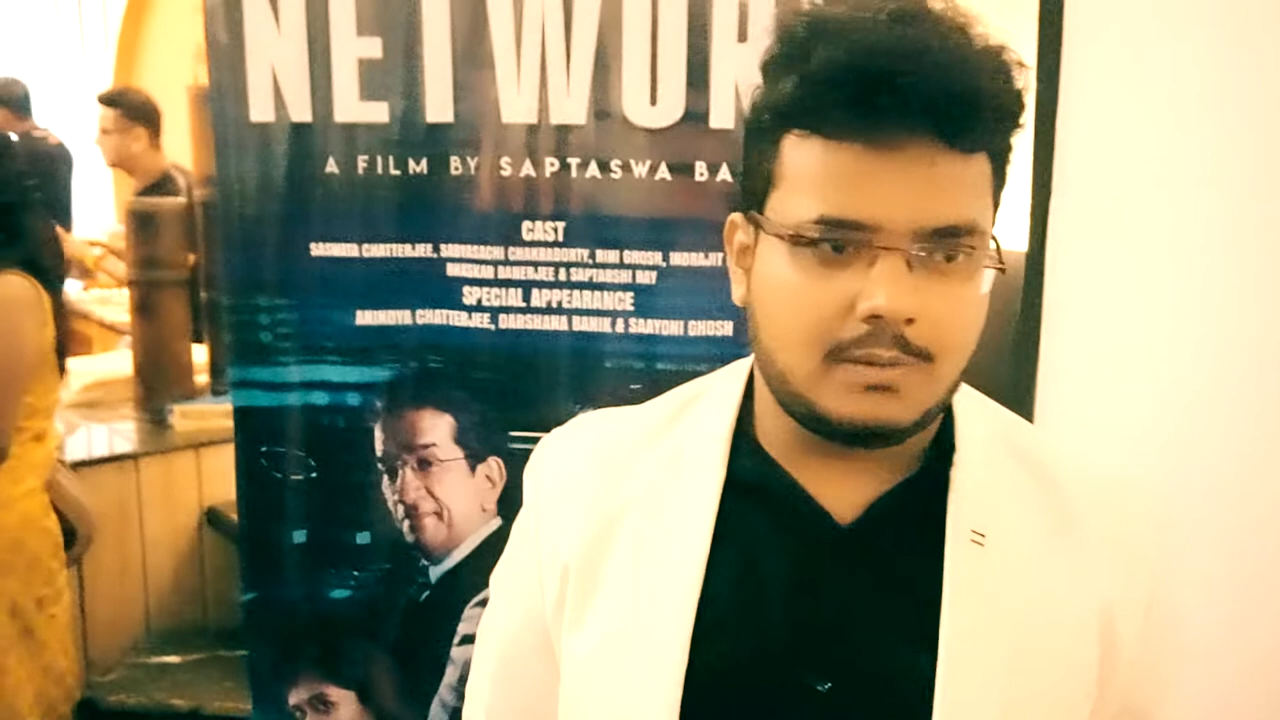 NETWOR
A FILM BY SAPTASWA BA
CAST
SASWATA CHATTERJEE, SABYASACHI CHAKRABORTY, RINI GHOSH, INDRAJIT
BHASKAR BANERJEE & SAPTARSHI RAY
SPECIAL APPEARANCE
ANINDYA CHATTERJEE, DARSHANA BANIK & SAAYONI GHOSH